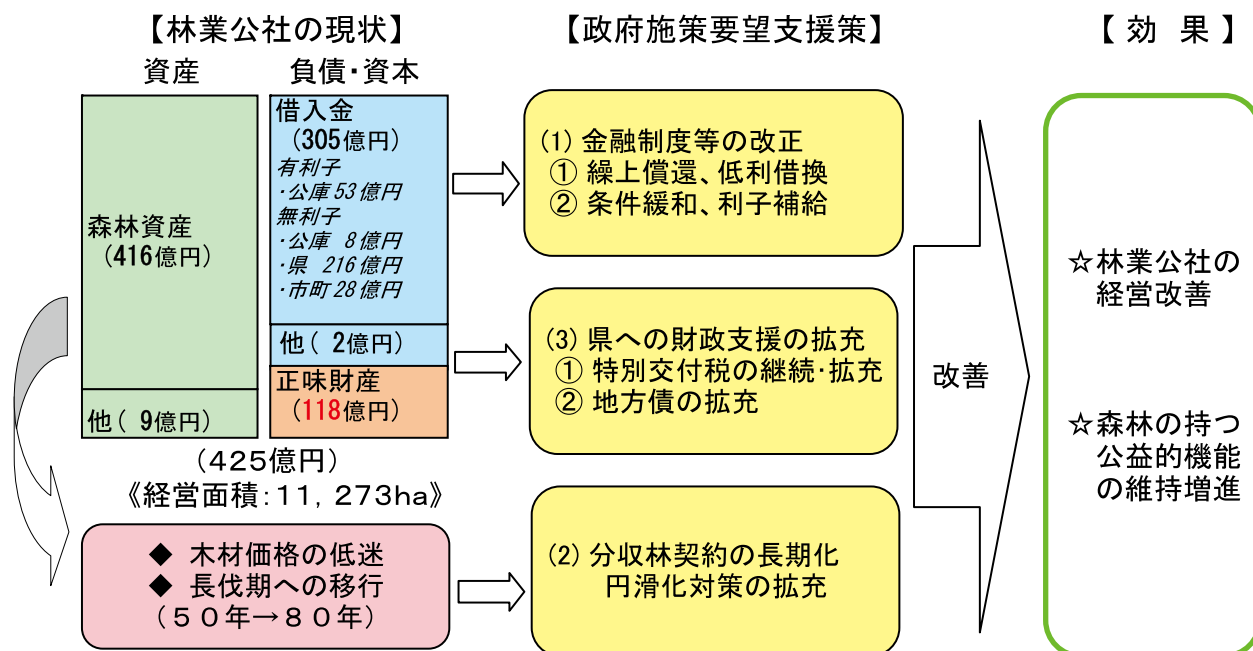 【林業公社の現状】
資産
負債・資本
森林資産
（416億円）
他（ 9億円）
借入金
（305億円）
有利子
・公庫 53 億円
無利子
・公庫 8 億円
・県 216 億円
・市町 28 億円
他（ 2億円）
正味財産
（118億円）
（425億円）
《経営面積：11，273ha》
◆ 木材価格の低迷
◆ 長伐期への移行
（５０年→８０年）
【政府施策要望支援策】
(1) 金融制度等の改正
① 繰上償還、低利借換
② 条件緩和、利子補給
(3) 県への財政支援の拡充
① 特別交付税の継続・拡充
② 地方債の拡充
(2) 分収林契約の長期化
円滑化対策の拡充
改善
【 効 果 】
☆林業公社の
経営改善
☆森林の持つ
公益的機能
の維持増進